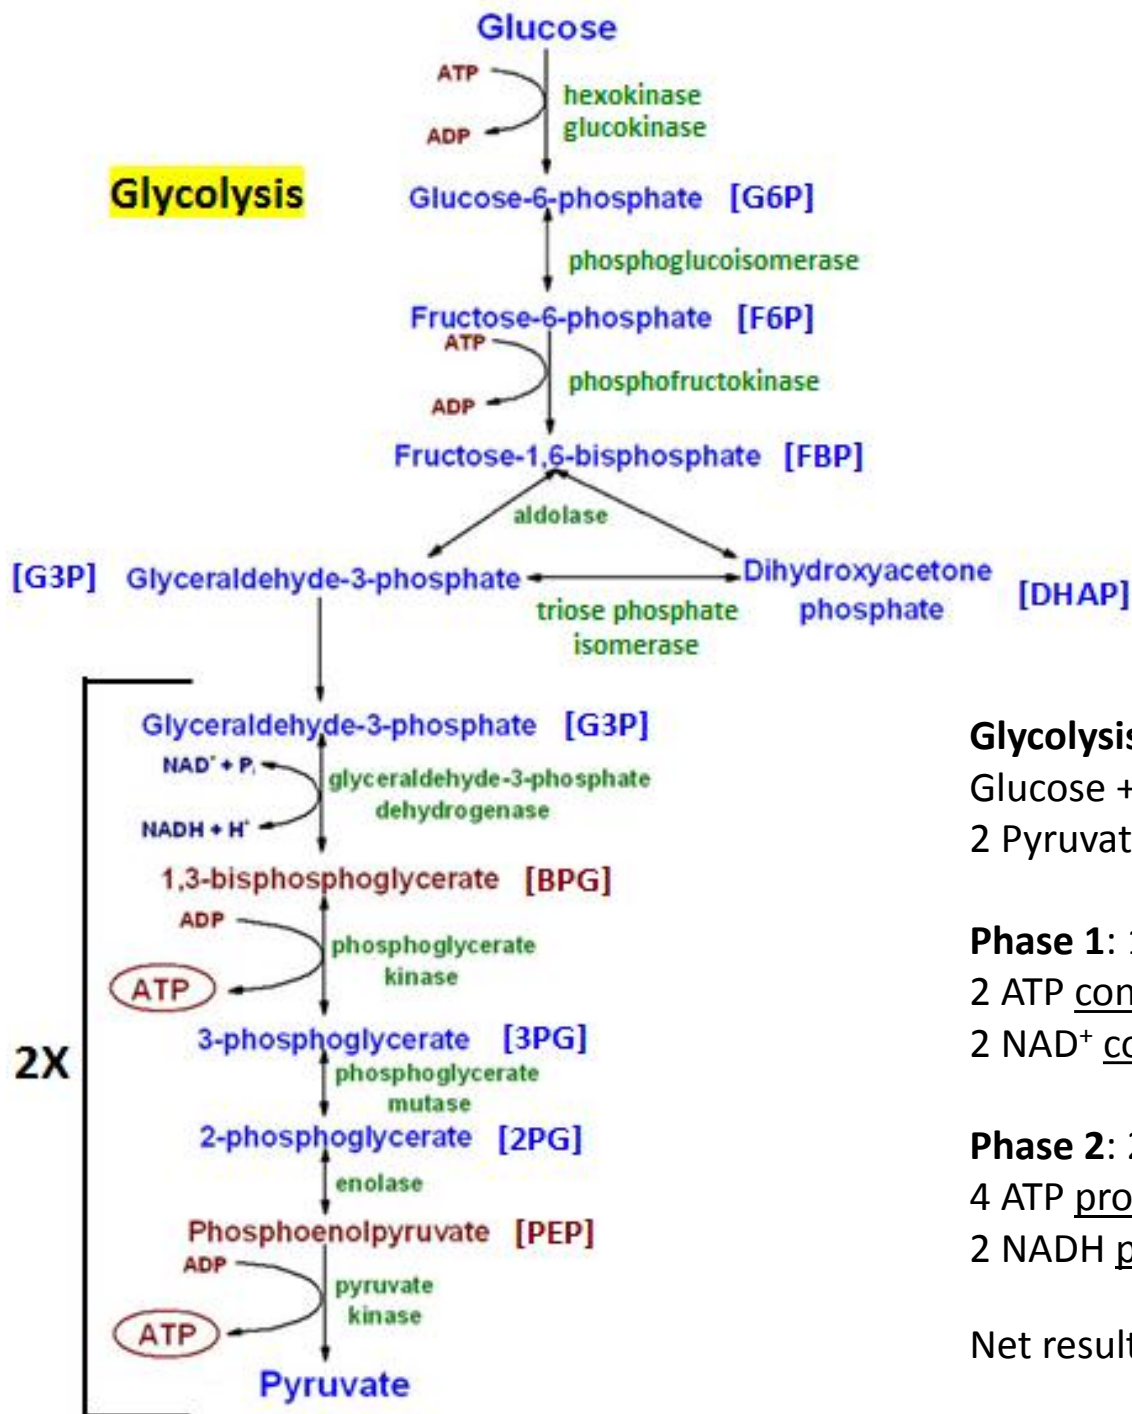 Glucose
ATP
hexokinase
glucokinase
ADP
Glycolysis
Glucose-6-phosphate [G6P]
phosphoglucoisomerase
Fructose-6-phosphate [F6P]
ATP
phosphofructokinase
ADP
Fructose-1,6-bisphosphate [FBP]
aldolase
[G3P] Glyceraldehyde-3-phosphate
Dihydroxyacetone
phosphate
[DHAP]
triose phosphate
isomerase
Glyceraldehyde-3-phosphate [G3P]
NAD⁺ + Pᵢ
glyceraldehyde-3-phosphate
dehydrogenase
NADH + H⁺
1,3-bisphosphoglycerate [BPG]
ADP
phosphoglycerate
kinase
ATP
3-phosphoglycerate [3PG]
2X
phosphoglycerate
mutase
2-phosphoglycerate [2PG]
enolase
Phosphoenolpyruvate [PEP]
ADP
pyruvate
kinase
ATP
Pyruvate
Glycolysis
Glucose +
2 Pyruvat
Phase 1:
2 ATP con
2 NAD⁺ co
Phase 2: 2
4 ATP pro
2 NADH p
Net result